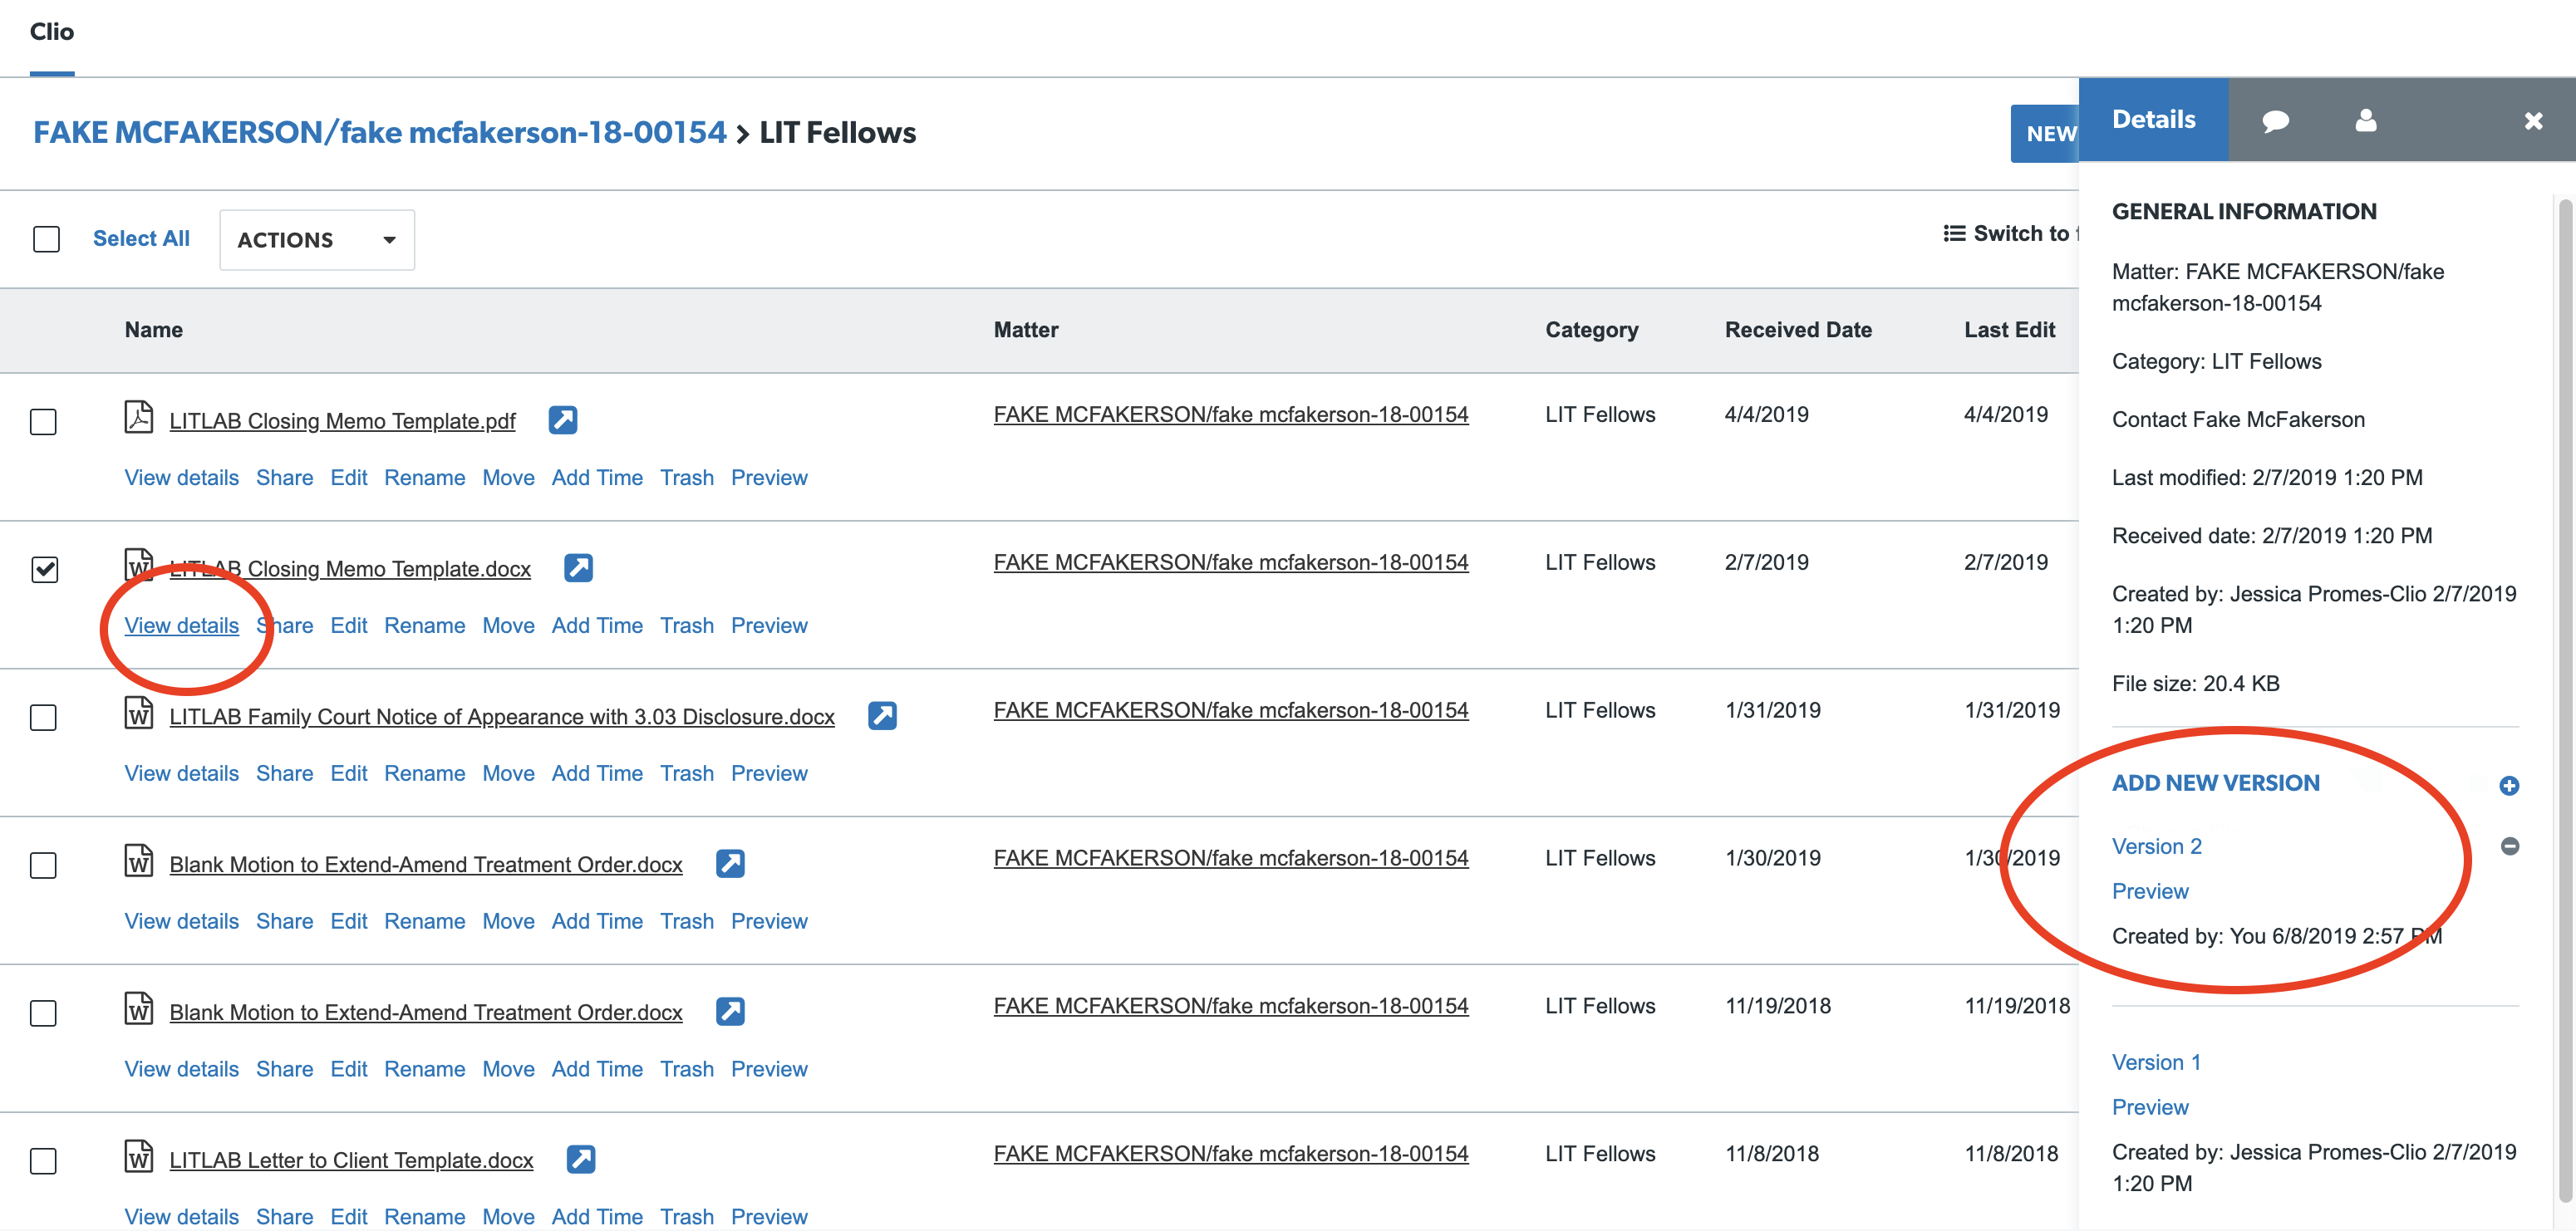 Clio
FAKE MCFAKERSON/fake mcfakerson-18-00154 > LIT Fellows
NEW
Select All
ACTIONS
Switch to
Name Matter Category Received Date Last Edit
LITLAB Closing Memo Template.pdf FAKE MCFAKERSON/fake mcfakerson-18-00154 LIT Fellows 4/4/2019 4/4/2019
View details Share Edit Rename Move Add Time Trash Preview
LITLAB Closing Memo Template.docx FAKE MCFAKERSON/fake mcfakerson-18-00154 LIT Fellows 2/7/2019 2/7/2019
View details Share Edit Rename Move Add Time Trash Preview
LITLAB Family Court Notice of Appearance with 3.03 Disclosure.docx FAKE MCFAKERSON/fake mcfakerson-18-00154 LIT Fellows 1/31/2019 1/31/2019
View details Share Edit Rename Move Add Time Trash Preview
Blank Motion to Extend-Amend Treatment Order.docx FAKE MCFAKERSON/fake mcfakerson-18-00154 LIT Fellows 1/30/2019 1/30/2019
View details Share Edit Rename Move Add Time Trash Preview
Blank Motion to Extend-Amend Treatment Order.docx FAKE MCFAKERSON/fake mcfakerson-18-00154 LIT Fellows 11/19/2018 11/19/2018
View details Share Edit Rename Move Add Time Trash Preview
LITLAB Letter to Client Template.docx FAKE MCFAKERSON/fake mcfakerson-18-00154 LIT Fellows 11/8/2018 11/8/2018
View details Share Edit Rename Move Add Time Trash Preview
Details
GENERAL INFORMATION
Matter: FAKE MCFAKERSON/fake
mcfakerson-18-00154
Category: LIT Fellows
Contact Fake McFakerson
Last modified: 2/7/2019 1:20 PM
Received date: 2/7/2019 1:20 PM
Created by: Jessica Promes-Clio 2/7/2019
1:20 PM
File size: 20.4 KB
ADD NEW VERSION
Version 2
Preview
Created by: You 6/8/2019 2:57 PM
Version 1
Preview
Created by: Jessica Promes-Clio 2/7/2019
1:20 PM